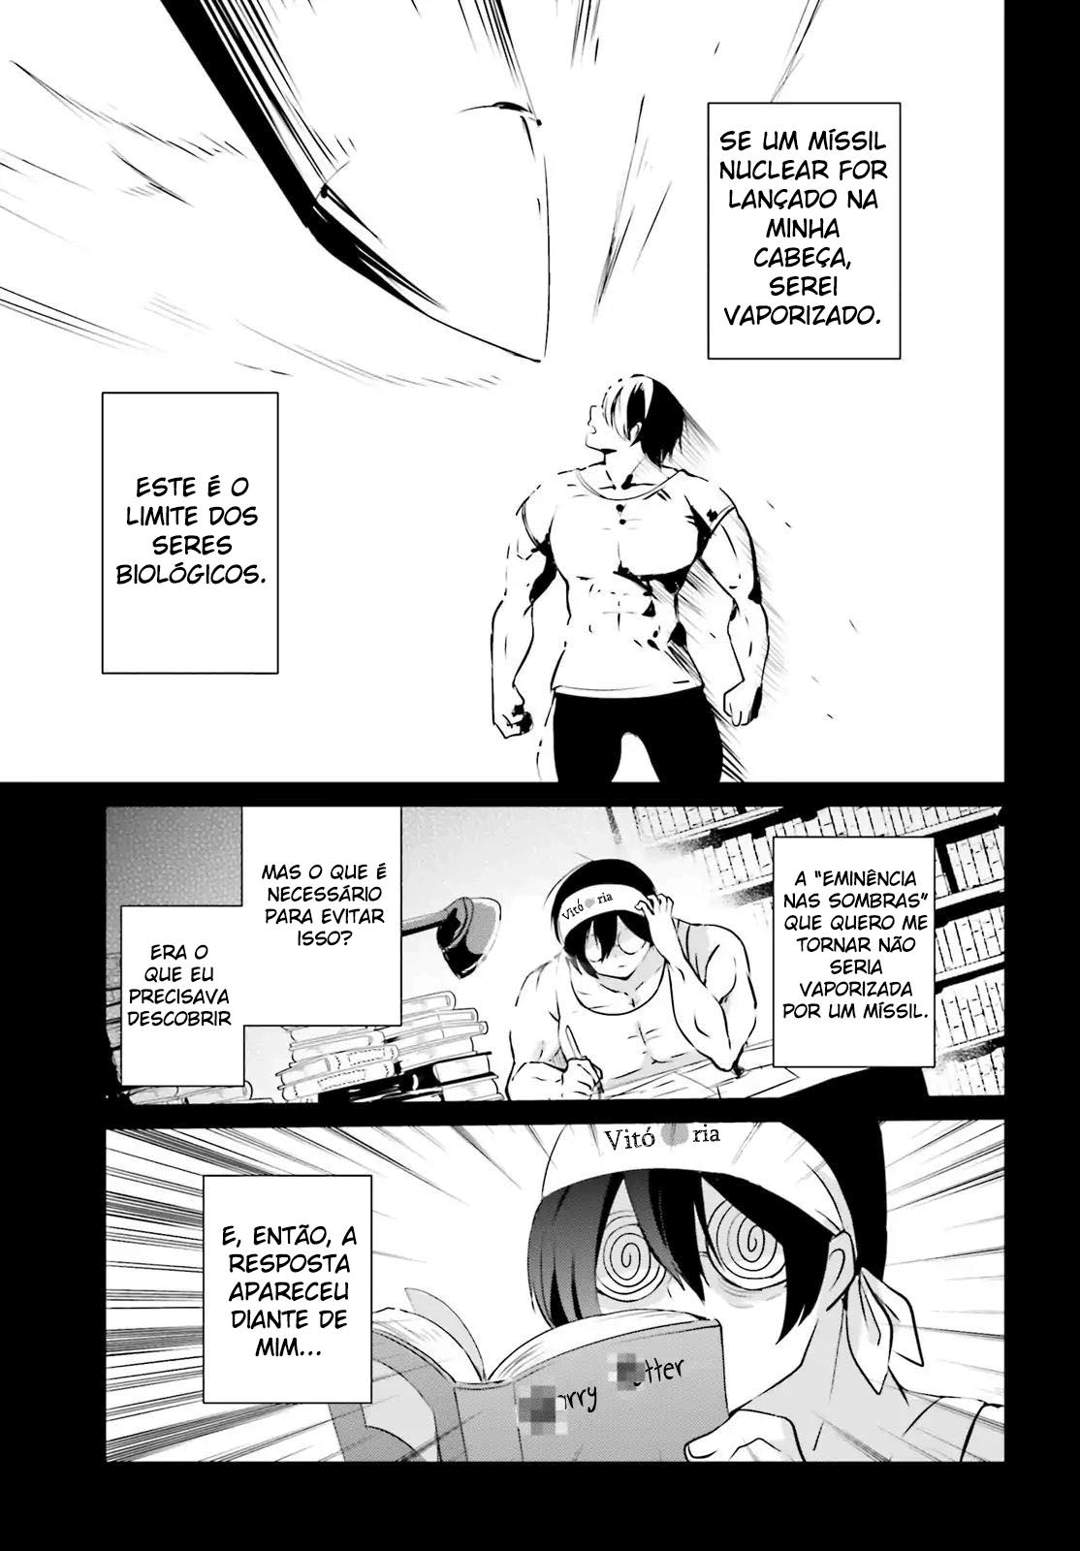 SE UM MÍSSIL
NUCLEAR FOR
LANÇADO NA
MINHA
CABEÇA,
SEREI
VAPORIZADO.
ESTE É O
LIMITE DOS
SERES
BIOLÓGICOS.
A “EMINÊNCIA
NAS SOMBRAS”
QUE QUERO ME
TORNAR NÃO
SERIA
VAPORIZADA
POR UM MÍSSIL.
Vitó ria
MAS O QUE É
NECESSÁRIO
PARA EVITAR
ISSO?
ERA O
QUE EU
PRECISAVA
DESCOBRIR
Vitó ria
E, ENTÃO, A
RESPOSTA
APARECEU
DIANTE DE
MIM...
arry tter